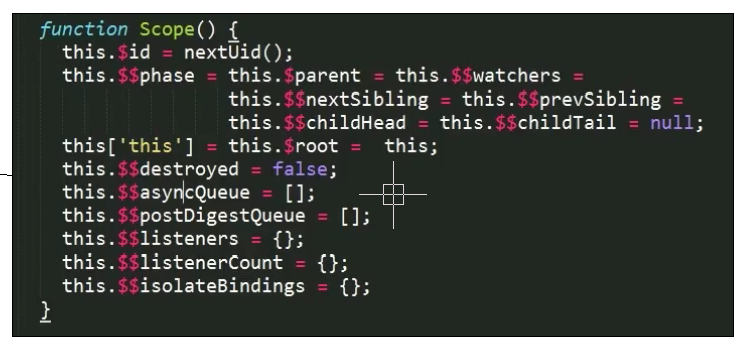 function Scope() {
this.$id = nextUid();
this.$$phase = this.$parent = this.$$watchers =
this.$$nextSibling = this.$$prevSibling =
this.$$childHead = this.$$childTail = null;
this['this'] = this.$root =  this;
this.$$destroyed = false;
this.$$asyncQueue = [];
this.$$postDigestQueue = [];
this.$$listeners = {};
this.$$listenerCount = {};
this.$$isolateBindings = {};
}